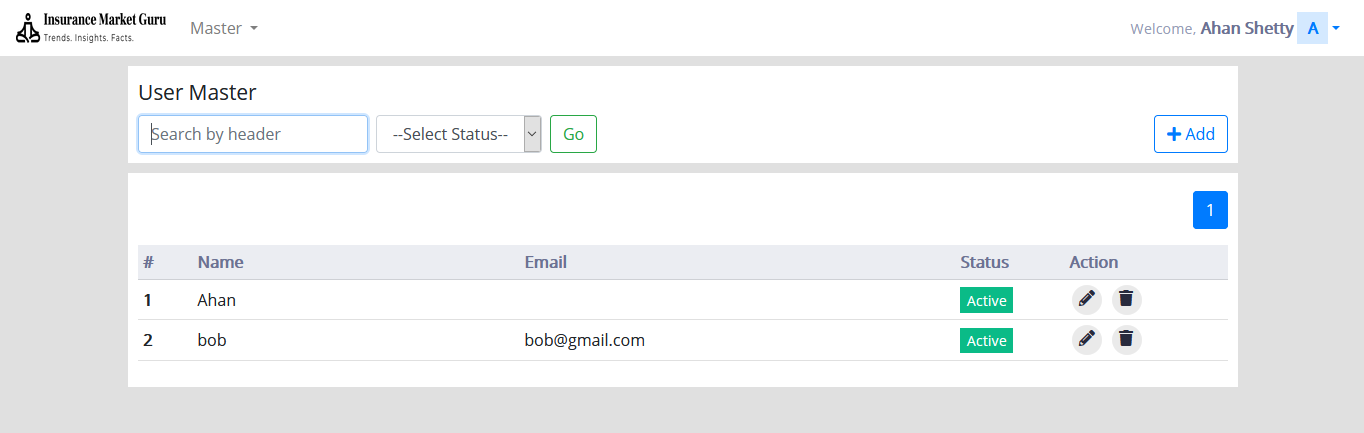 Insurance Market Guru
Trends. Insights. Facts.
Master
Welcome, Ahan Shetty A
User Master
Search by header
--Select Status--
Go
Add
1
# Name Email Status Action
1 Ahan Active
2 bob bob@gmail.com Active